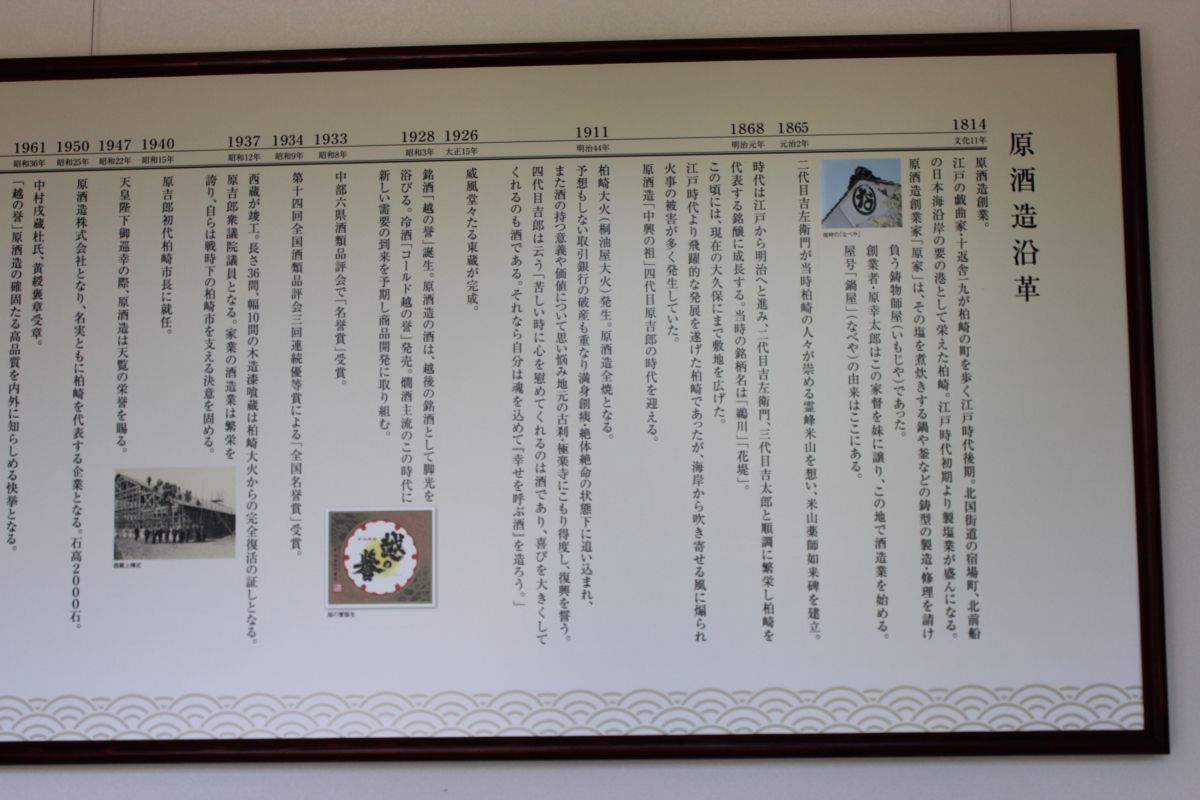 原酒造沿革
1814
文化11年
原酒造創業。
江戸の戯曲家・十返舎一九が柏崎の町を歩く江戸時代後期。北国街道の宿場町、北前船
の日本海沿岸の要の港として栄えた柏崎。江戸時代初期より製塩業が盛んになる。
原酒造創業家「原家」は、その塩を煮炊きする鍋や釜などの鋳型の製造・修理を請け
負う鋳物師屋(いもじや)であった。
創業者・原幸太郎はこの家督を妹に譲り、この地で酒造業を始める。
屋号「鍋屋」(なべや)の由来はここにある。
1865
元治2年
二代目吉左衛門が当時柏崎の人々が崇める霊峰米山を想い、米山薬師如来碑を建立。
1868
明治元年
時代は江戸から明治へと進み、二代目吉左衛門、三代目吉太郎と順調に繁栄し柏崎を
代表する銘醸に成長する。当時の銘柄名は「鵜川」「花堤」。
この頃には、現在の大久保にまで敷地を広げた。
江戸時代より飛躍的な発展を遂げた柏崎であったが、海岸から吹き寄せる風に煽られ
火事の被害が多く発生していた。
原酒造「中興の祖」四代目原吉郎の時代を迎える。
1911
明治44年
柏崎大火(桐油屋大火)発生。原酒造全焼となる。
予想もしない取引銀行の破産も重なり満身創痍・絶体絶命の状態下に追い込まれ、
また酒の持つ意義や価値について思い悩み地元の古刹・極楽寺にこもり得度し、復興を誓う。
四代目吉郎は云う「苦しい時に心を慰めてくれるのは酒であり、喜びを大きくして
くれるのも酒である。それなら自分は魂を込めて『幸せを呼ぶ酒』を造ろう。」
1926
大正15年
威風堂々たる東蔵が完成。
1928
昭和3年
銘酒「越の誉」誕生。原酒造の酒は、越後の銘酒として脚光を
浴びる。冷酒「コールド越の誉」発売。燗酒主流のこの時代に
新しい需要の到来を予期し商品開発に取り組む。
越の誉
越の誉誕生
1933
昭和8年
中部六県酒類品評会で「名誉賞」受賞。
1934
昭和9年
第十四回全国酒類品評会三回連続優等賞による「全国名誉賞」受賞。
1937
昭和12年
西蔵が竣工。長さ36間、幅10間の木造漆喰蔵は柏崎大火からの完全復活の証しとなる。
原吉郎衆議院議員となる。家業の酒造業は繁栄を
誇り、自らは戦時下の柏崎市を支える決意を固める。
西蔵上棟式
1940
昭和15年
原吉郎初代柏崎市長に就任。
1947
昭和22年
天皇陛下御巡幸の際、原酒造は天覧の栄誉を賜る。
1950
昭和25年
原酒造株式会社となり、名実ともに柏崎を代表する企業となる。石高2000石。
1961
昭和36年
中村戌蔵杜氏、黄綬褒章受章。
「越の誉」原酒造の確固たる高品質を内外に知らしめる快挙となる。